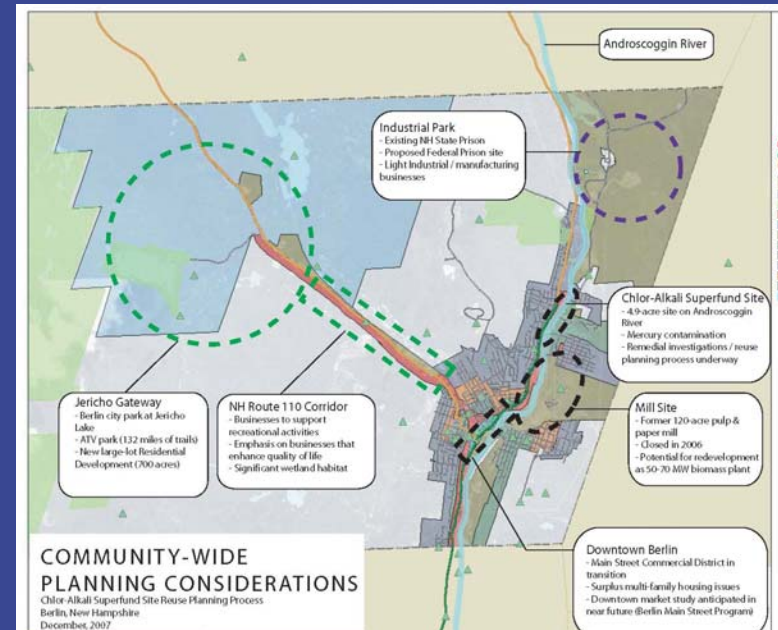 Androscoggin River
Industrial Park
- Existing NH State Prison
- Proposed Federal Prison site
- Light Industrial / manufacturing
businesses
Chlor-Alkali Superfund Site
- 4.9-acre site on Androscoggin
River
- Mercury contamination
- Remedial investigations / reuse
planning process underway
Jericho Gateway
- Berlin city park at Jericho
Lake
- ATV park (132 miles of trails)
- New large-lot Residential
Development (700 acres)
NH Route 110 Corridor
- Businesses to support
recreational activities
- Emphasis on businesses that
enhance quality of life
- Significant wetland habitat
Mill Site
- Former 120-acre pulp &
paper mill
- Closed in 2006
- Potential for redevelopment
as 50-70 MW biomass plant
Downtown Berlin
- Main Street Commercial District in
transition
- Surplus multi-family housing issues
- Downtown market study anticipated in
near future (Berlin Main Street Program)
COMMUNITY-WIDE
PLANNING CONSIDERATIONS
Chlor-Alkali Superfund Site Reuse Planning Process
Berlin, New Hampshire
December, 2007